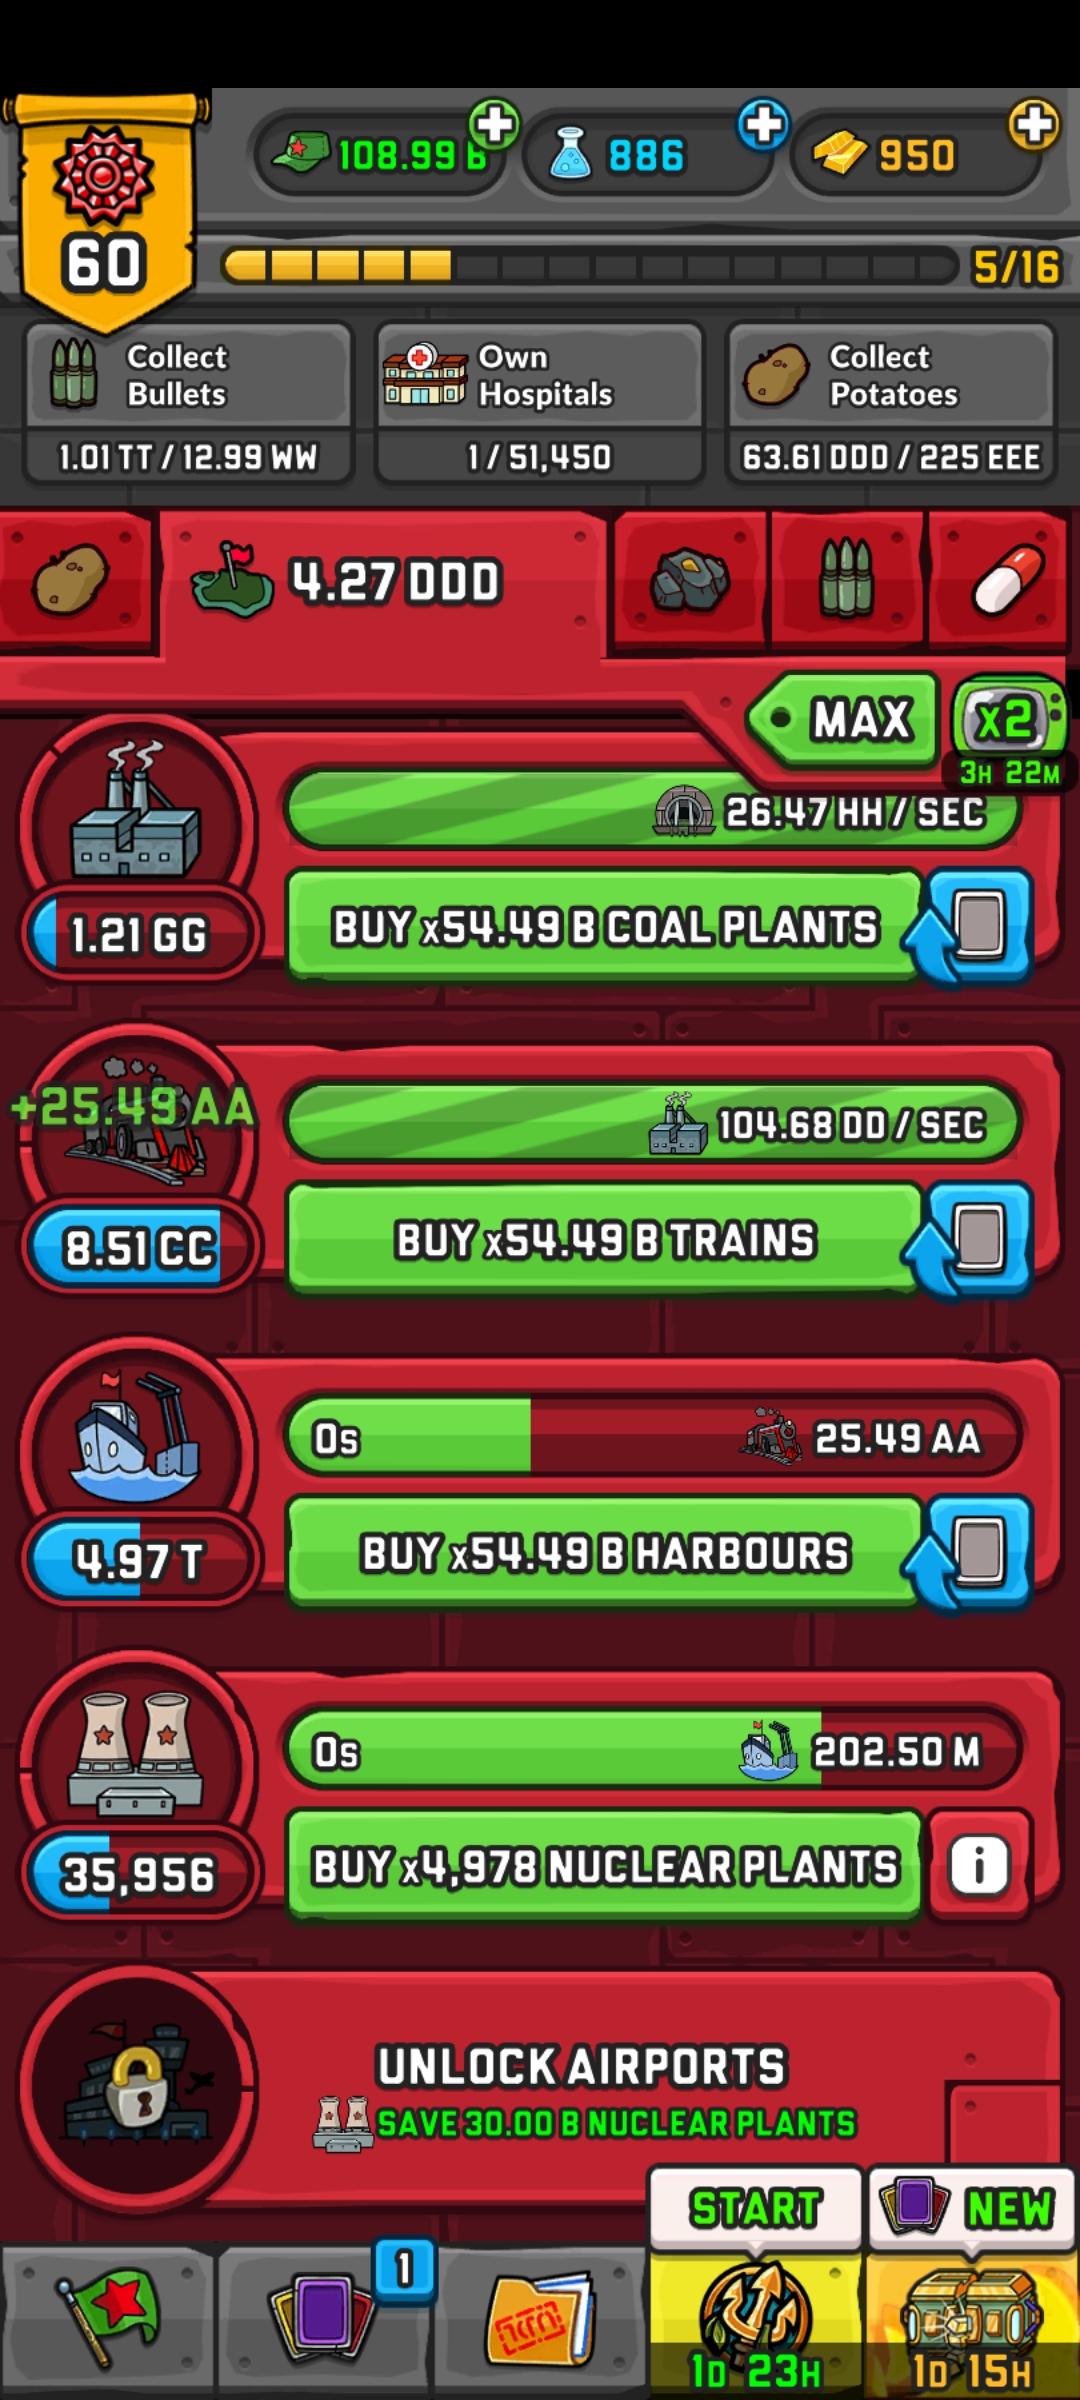 108.99 B
886
950
60
5/16
Collect
Bullets
1.01 TT / 12.99 WW
Own
Hospitals
1 / 51,450
Collect
Potatoes
63.61 DDD / 225 EEE
4.27 DDD
MAX
x2
3H 22M
26.47 HH / SEC
1.21 GG
BUY x54.49 B COAL PLANTS
+25.49 AA
104.68 DD / SEC
8.51 CC
BUY x54.49 B TRAINS
0s
25.49 AA
4.97 T
BUY x54.49 B HARBOURS
0s
202.50 M
35,956
BUY x4,978 NUCLEAR PLANTS
i
UNLOCK AIRPORTS
SAVE 30.00 B NUCLEAR PLANTS
START
NEW
1
1D 23H
1D 15H